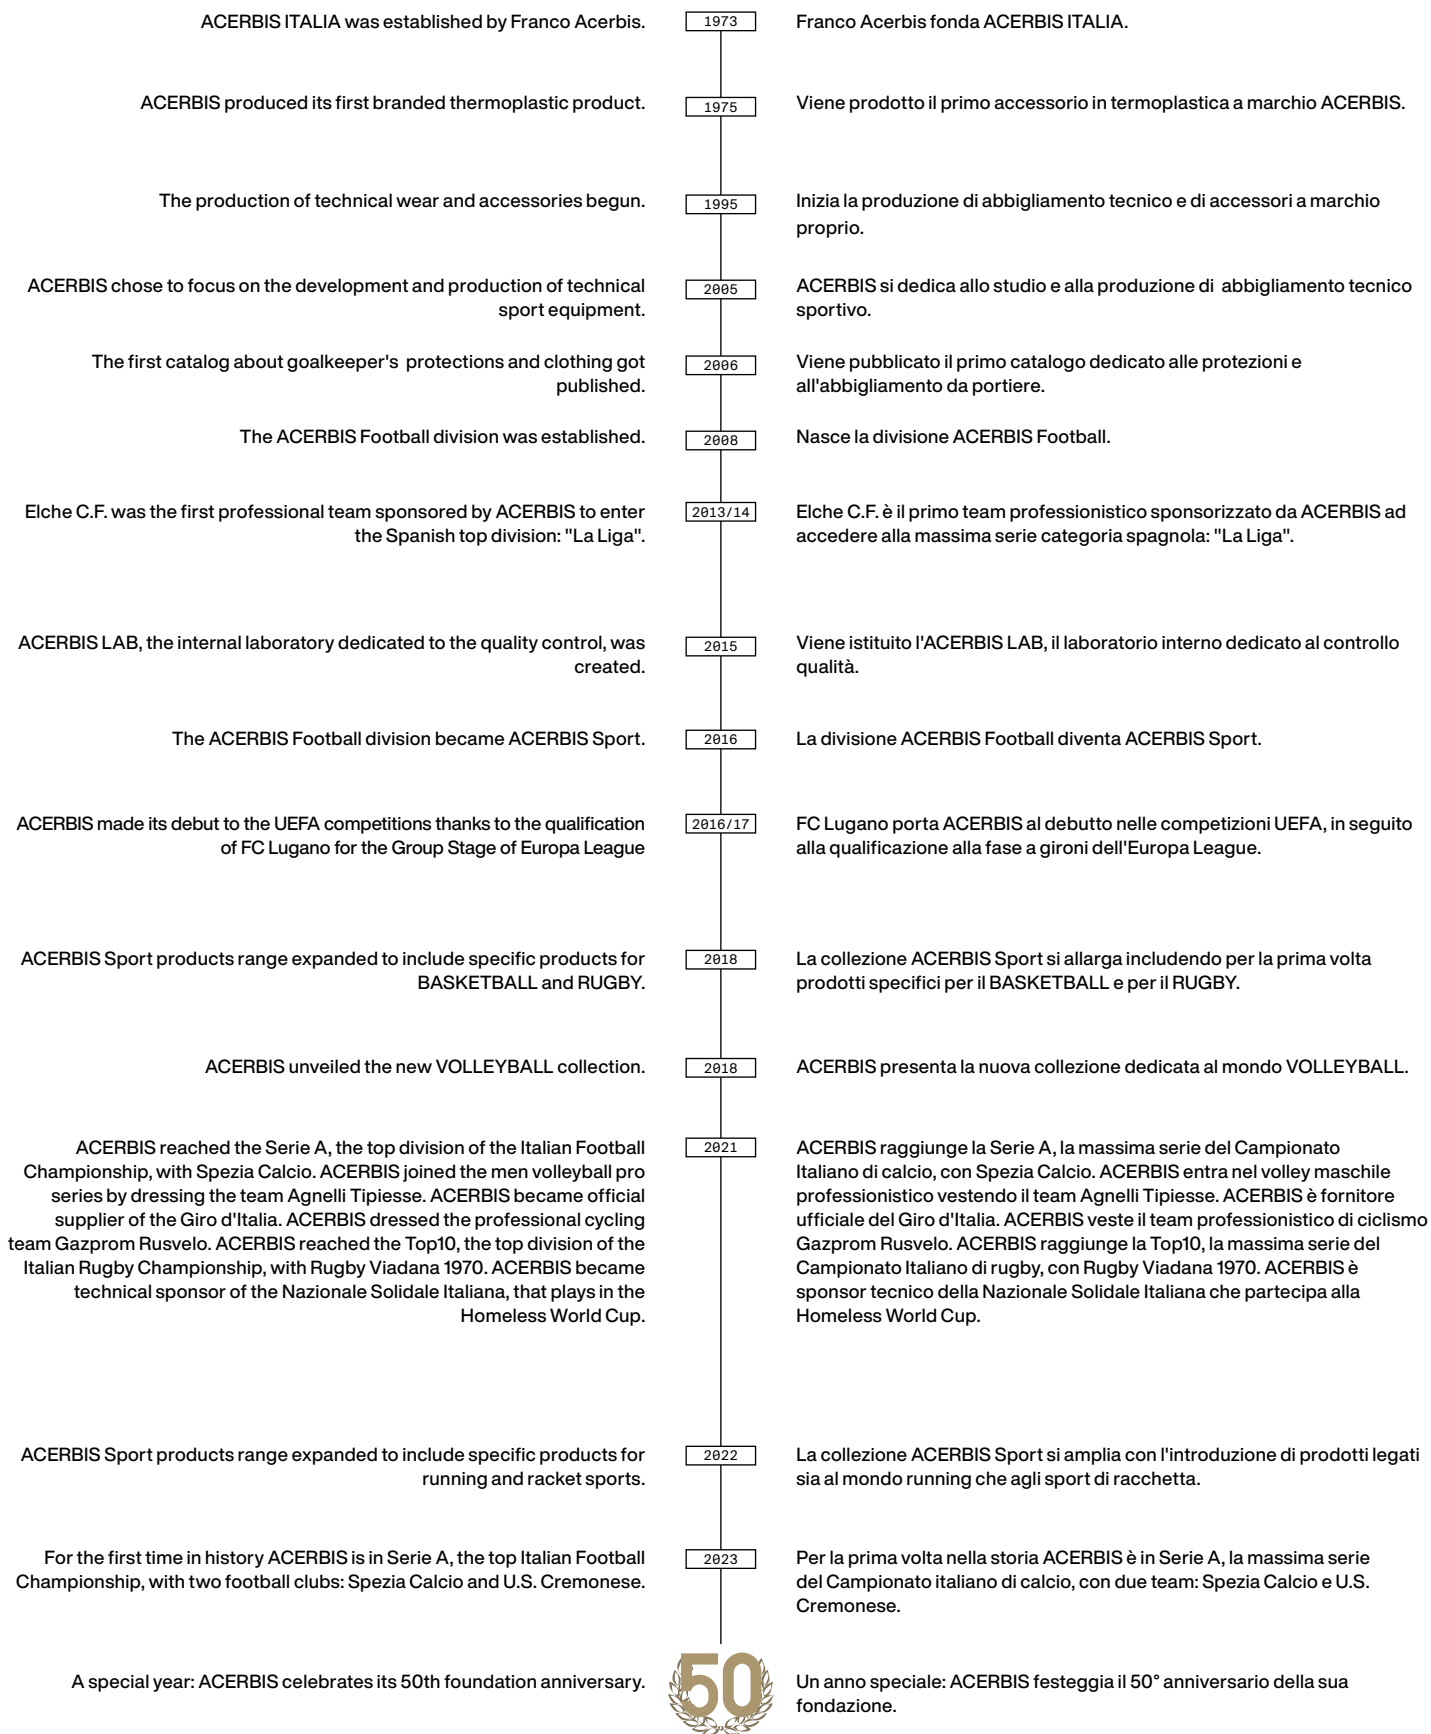 ACERBIS ITALIA was established by Franco Acerbis.
1973
Franco Acerbis fonda ACERBIS ITALIA.
ACERBIS produced its first branded thermoplastic product.
1975
Viene prodotto il primo accessorio in termoplastica a marchio ACERBIS.
The production of technical wear and accessories begun.
1995
Inizia la produzione di abbigliamento tecnico e di accessori a marchio
proprio.
ACERBIS chose to focus on the development and production of technical
sport equipment.
2005
ACERBIS si dedica allo studio e alla produzione di abbigliamento tecnico
sportivo.
The first catalog about goalkeeper's protections and clothing got
published.
2006
Viene pubblicato il primo catalogo dedicato alle protezioni e
all'abbigliamento da portiere.
The ACERBIS Football division was established.
2008
Nasce la divisione ACERBIS Football.
Elche C.F. was the first professional team sponsored by ACERBIS to enter
the Spanish top division: "La Liga".
2013/14
Elche C.F. è il primo team professionistico sponsorizzato da ACERBIS ad
accedere alla massima serie categoria spagnola: "La Liga".
ACERBIS LAB, the internal laboratory dedicated to the quality control, was
created.
2015
Viene istituito l'ACERBIS LAB, il laboratorio interno dedicato al controllo
qualità.
The ACERBIS Football division became ACERBIS Sport.
2016
La divisione ACERBIS Football diventa ACERBIS Sport.
ACERBIS made its debut to the UEFA competitions thanks to the qualification
of FC Lugano for the Group Stage of Europa League
2016/17
FC Lugano porta ACERBIS al debutto nelle competizioni UEFA, in seguito
alla qualificazione alla fase a gironi dell'Europa League.
ACERBIS Sport products range expanded to include specific products for
BASKETBALL and RUGBY.
2018
La collezione ACERBIS Sport si allarga includendo per la prima volta
prodotti specifici per il BASKETBALL e per il RUGBY.
ACERBIS unveiled the new VOLLEYBALL collection.
2018
ACERBIS presenta la nuova collezione dedicata al mondo VOLLEYBALL.
ACERBIS reached the Serie A, the top division of the Italian Football
Championship, with Spezia Calcio. ACERBIS joined the men volleyball pro
series by dressing the team Agnelli Tipiesse. ACERBIS became official
supplier of the Giro d'Italia. ACERBIS dressed the professional cycling
team Gazprom Rusvelo. ACERBIS reached the Top10, the top division of the
Italian Rugby Championship, with Rugby Viadana 1970. ACERBIS became
technical sponsor of the Nazionale Solidale Italiana, that plays in the
Homeless World Cup.
2021
ACERBIS raggiunge la Serie A, la massima serie del Campionato
Italiano di calcio, con Spezia Calcio. ACERBIS entra nel volley maschile
professionistico vestendo il team Agnelli Tipiesse. ACERBIS è fornitore
ufficiale del Giro d'Italia. ACERBIS veste il team professionistico di ciclismo
Gazprom Rusvelo. ACERBIS raggiunge la Top10, la massima serie del
Campionato Italiano di rugby, con Rugby Viadana 1970. ACERBIS è
sponsor tecnico della Nazionale Solidale Italiana che partecipa alla
Homeless World Cup.
ACERBIS Sport products range expanded to include specific products for
running and racket sports.
2022
La collezione ACERBIS Sport si amplia con l'introduzione di prodotti legati
sia al mondo running che agli sport di racchetta.
For the first time in history ACERBIS is in Serie A, the top Italian Football
Championship, with two football clubs: Spezia Calcio and U.S. Cremonese.
2023
Per la prima volta nella storia ACERBIS è in Serie A, la massima serie
del Campionato italiano di calcio, con due team: Spezia Calcio e U.S.
Cremonese.
A special year: ACERBIS celebrates its 50th foundation anniversary.
50
Un anno speciale: ACERBIS festeggia il 50° anniversario della sua
fondazione.